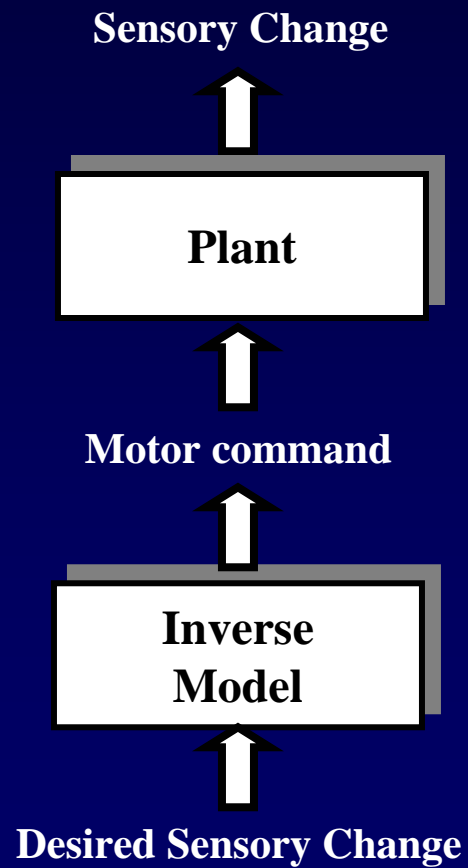 Sensory Change
Plant
Motor command
Inverse
Model
Desired Sensory Change